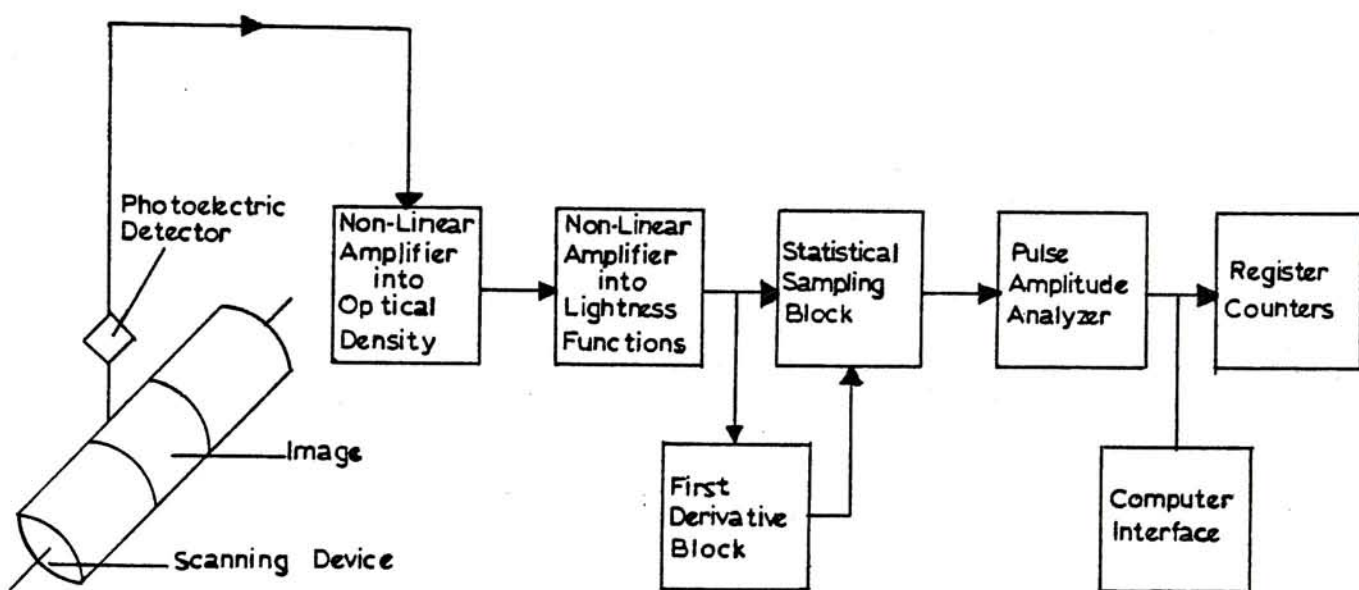 Photoelectric
Detector
Non-Linear
Amplifier
into
Optical
Density
Non-Linear
Amplifier
into
Lightness
Functions
Statistical
Sampling
Block
Pulse
Amplitude
Analyzer
Register
Counters
Image
Scanning Device
First
Derivative
Block
Computer
Interface